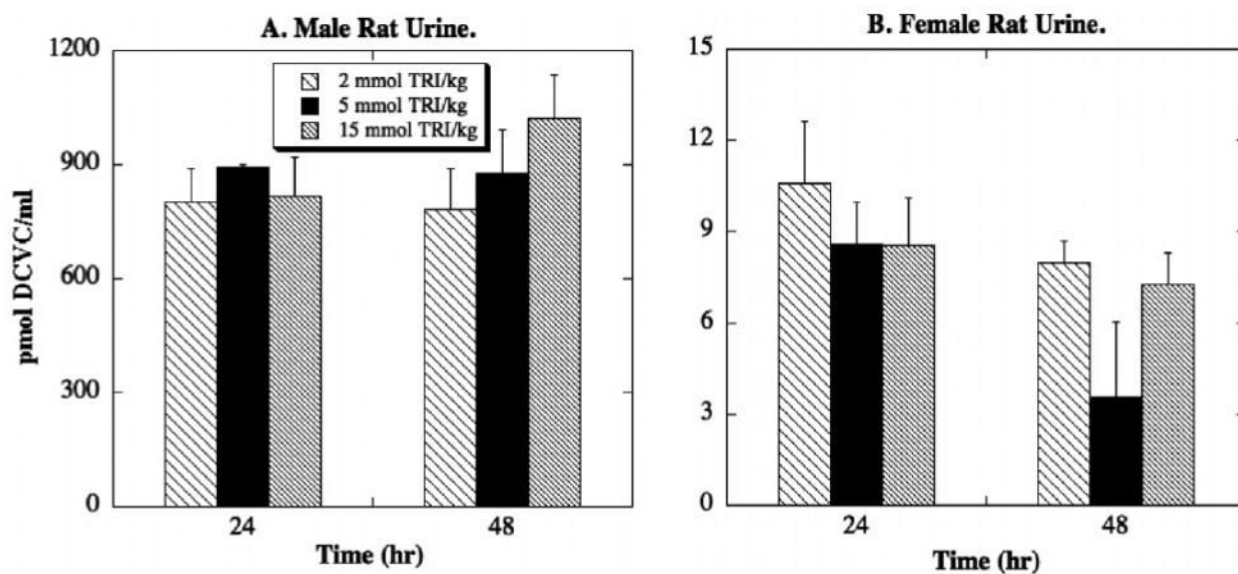 A. Male Rat Urine.
1200
900
600
300
0
pmol DCVC/ml
2 mmol TRI/kg
5 mmol TRI/kg
15 mmol TRI/kg
24
48
Time (hr)
B. Female Rat Urine.
15
12
9
6
3
0
24
48
Time (hr)